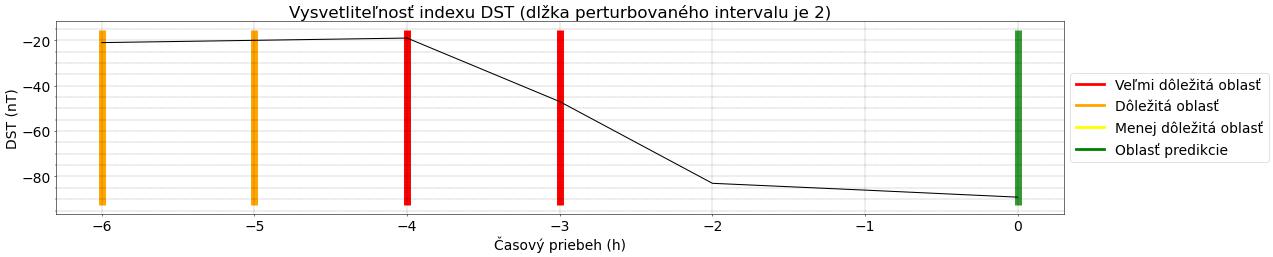 Vysvetliteľnosť indexu DST (dĺžka perturbovaného intervalu je 2)
DST (nT)
−20
−40
−60
−80
−6 −5 −4 −3 −2 −1 0
Časový priebeh (h)
Veľmi dôležitá oblasť
Dôležitá oblasť
Menej dôležitá oblasť
Oblasť predikcie